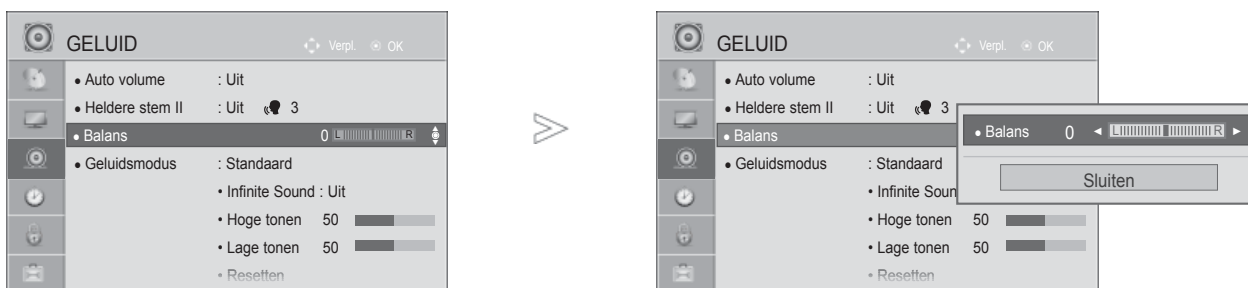 GELUID Verpl. OK
• Auto volume : Uit
• Heldere stem II : Uit 3
• Balans 0 L R
• Geluidsmodus : Standaard
• Infinite Sound : Uit
• Hoge tonen 50
• Lage tonen 50
• Resetten
GELUID Verpl. OK
• Auto volume : Uit
• Heldere stem II : Uit 3
• Balans
• Geluidsmodus : Standaard
• Infinite Soun
• Hoge tonen 50
• Lage tonen 50
• Resetten
• Balans 0 ◄ L R ►
Sluiten